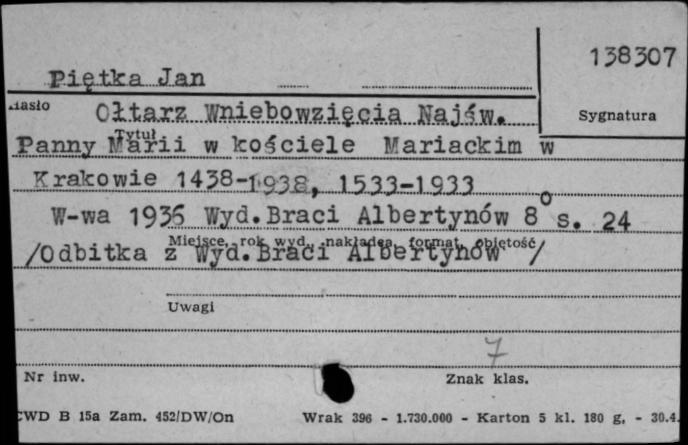 138307
Piętka Jan
Hasło Ołtarz Wniebowzięcia Najśw.
Sygnatura
Tytuł
Panny Marii w kościele Mariackim w
Krakowie 1438-1938, 1533-1933
W-wa 1936 Wyd.Braci Albertynów 8° s. 24
Miejsce, rok wyd., nakładca, format, objętość
/Odbitka z Wyd.Braci Albertynów /
Uwagi
7
Nr inw. Znak klas.
CWD B 15a Zam. 452/DW/On Wrak 396 - 1.730.000 - Karton 5 kl. 180 g, - 30.4.